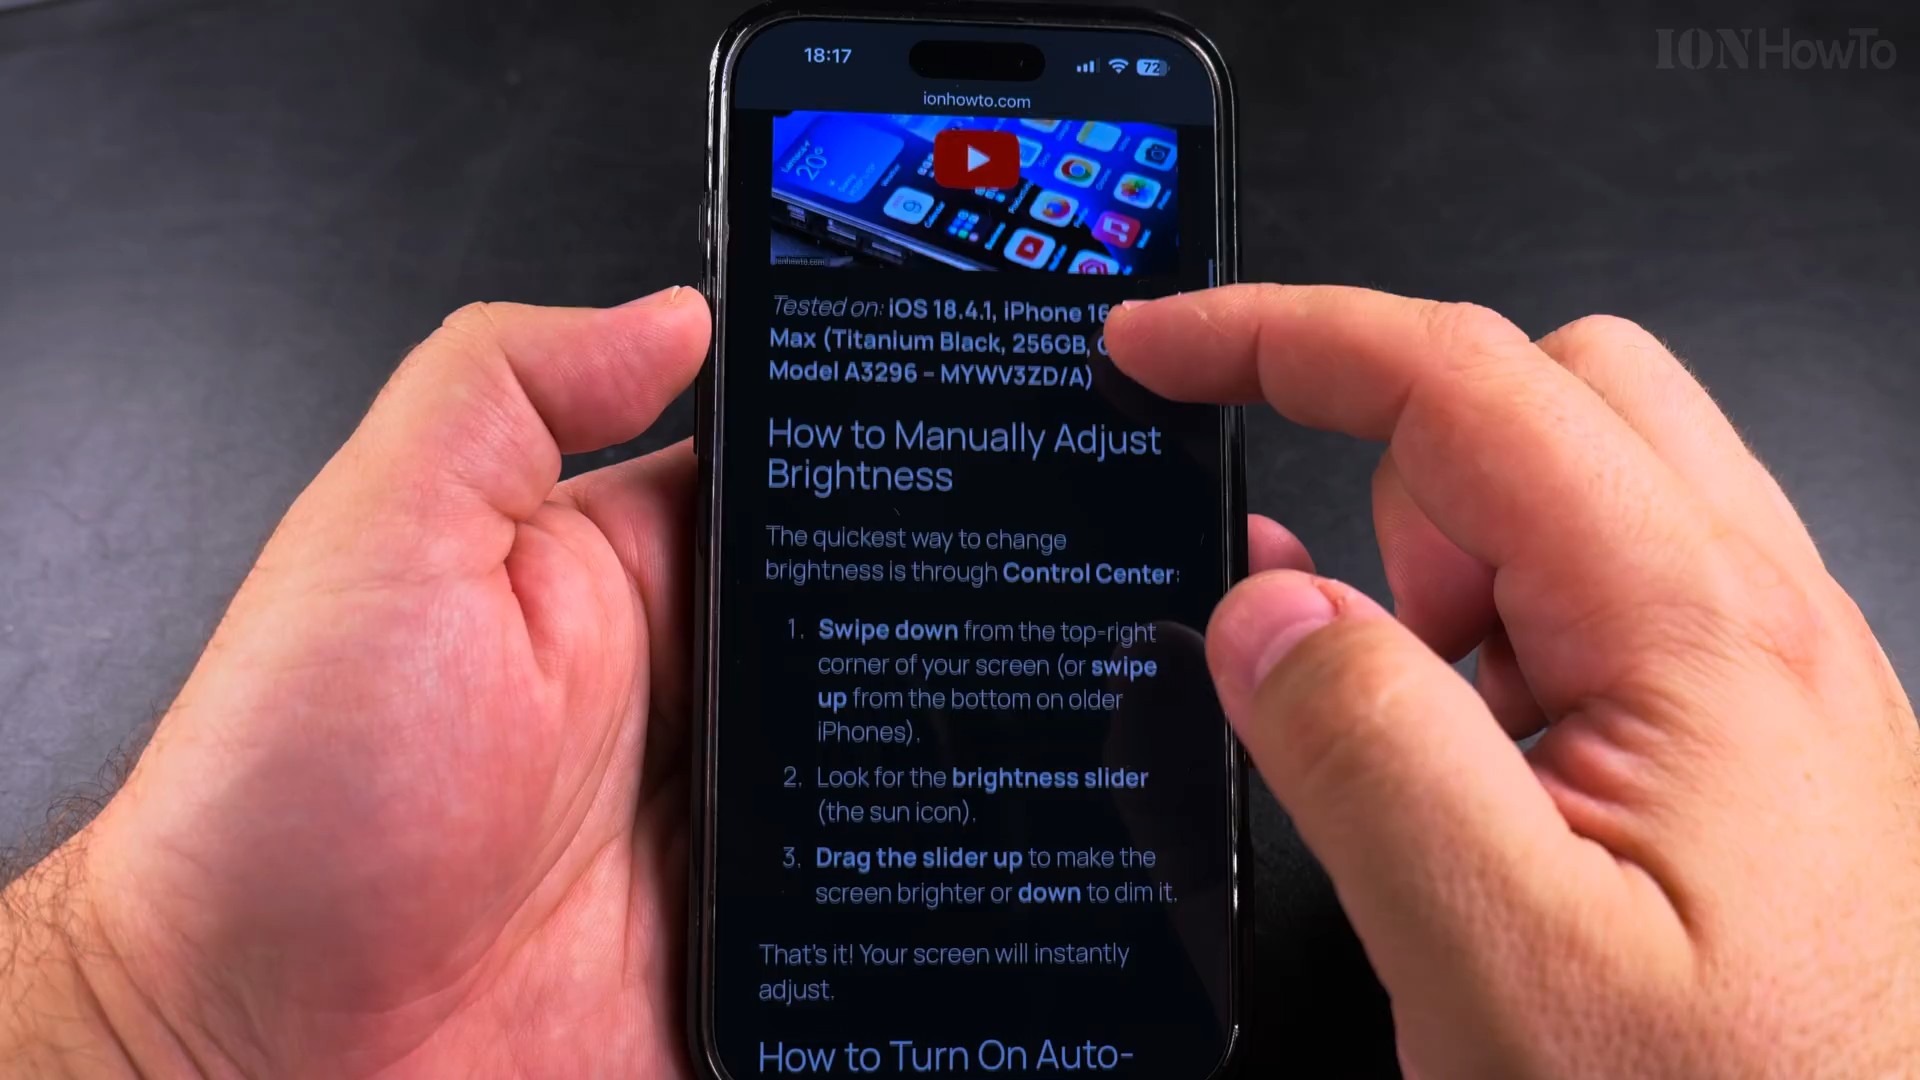 IONHowTo
18:17
72
ionhowto.com
20°
Tested on: iOS 18.4.1, iPhone 16
Max (Titanium Black, 256GB,
Model A3296 - MYWV3ZD/A)
How to Manually Adjust
Brightness
The quickest way to change
brightness is through Control Center:
1. Swipe down from the top-right
corner of your screen (or swipe
up from the bottom on older
iPhones).
2. Look for the brightness slider
(the sun icon).
3. Drag the slider up to make the
screen brighter or down to dim it.
That's it! Your screen will instantly
adjust.
How to Turn On Auto-